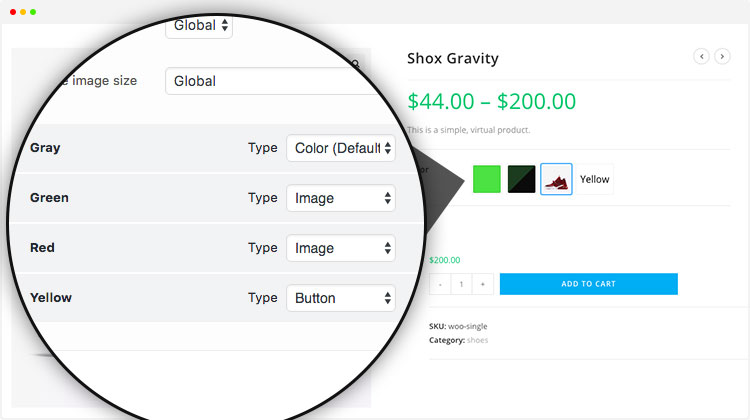 Global
image size
Global
Gray
Type
Color (Default
Green
Type
Image
Red
Type
Image
Yellow
Type
Button
Shox Gravity
$44.00 – $200.00
This is a simple, virtual product.
Yellow
$200.00
- 1 +
ADD TO CART
SKU: woo-single
Category: shoes